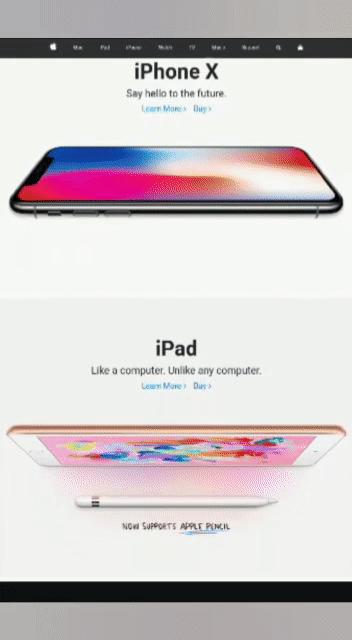 Mac iPad iPhone Watch TV Music Support
iPhone X
Say hello to the future.
Learn More > Buy >
iPad
Like a computer. Unlike any computer.
Learn More > Buy >
NOW SUPPORTS APPLE PENCIL